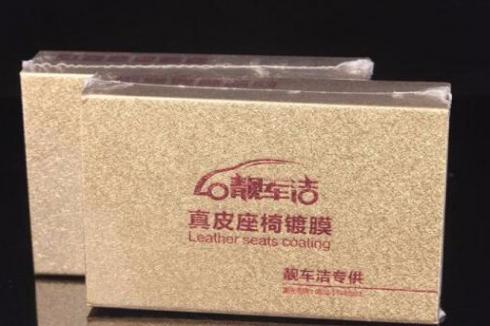 靓车洁
真皮座椅镀膜
Leather seats coating
靓车洁专供